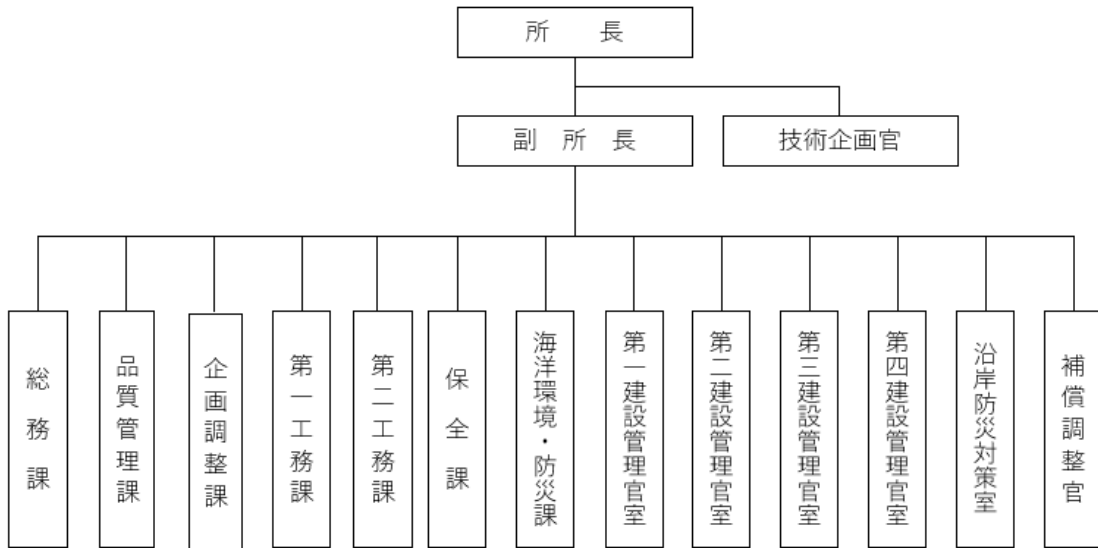 所　　長
副　所　長
技術企画官
総務課
品質管理課
企画調整課
第一工務課
第二工務課
保全課
海洋環境・防災課
第一建設管理官室
第二建設管理官室
第三建設管理官室
第四建設管理官室
沿岸防災対策室
補償調整官